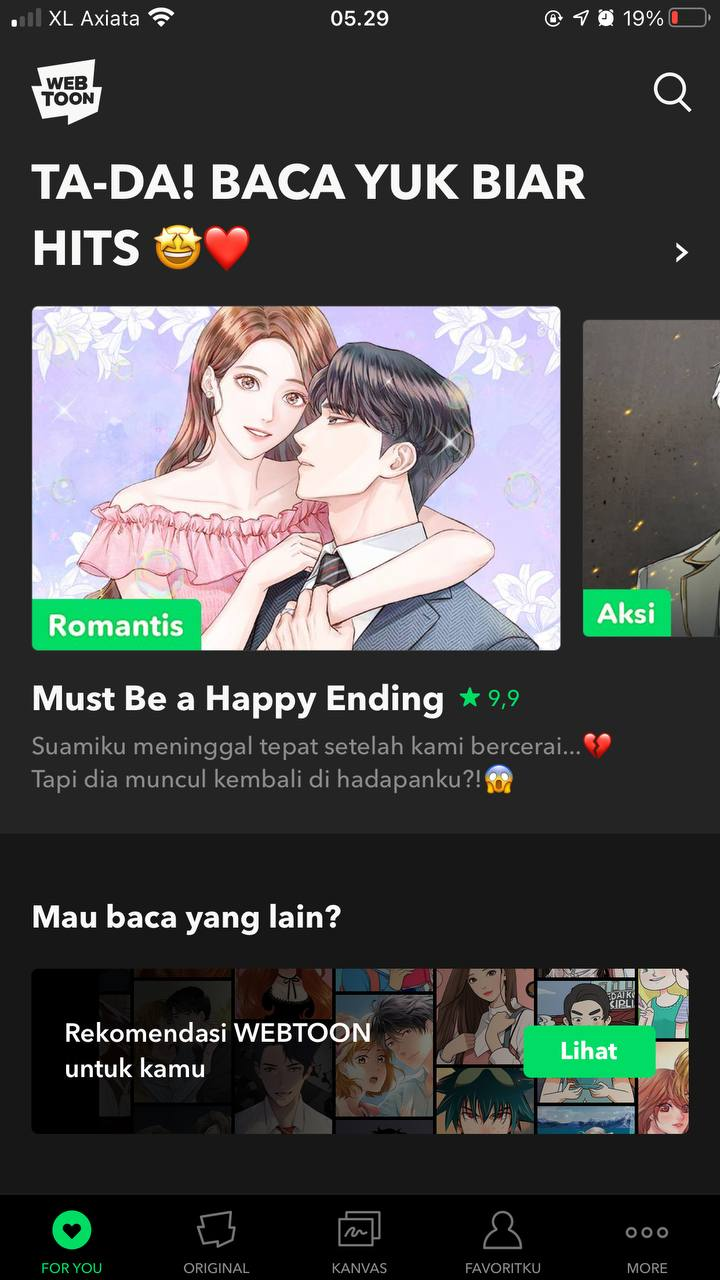 XL Axiata
05.29
19%
WEB
TOON
TA-DA! BACA YUK BIAR
HITS 🤩❤️
Romantis
Aksi
Must Be a Happy Ending ★ 9,9
Suamiku meninggal tepat setelah kami bercerai...💔
Tapi dia muncul kembali di hadapanku?!😱
Mau baca yang lain?
Rekomendasi WEBTOON
untuk kamu
Lihat
FOR YOU
ORIGINAL
KANVAS
FAVORITKU
MORE